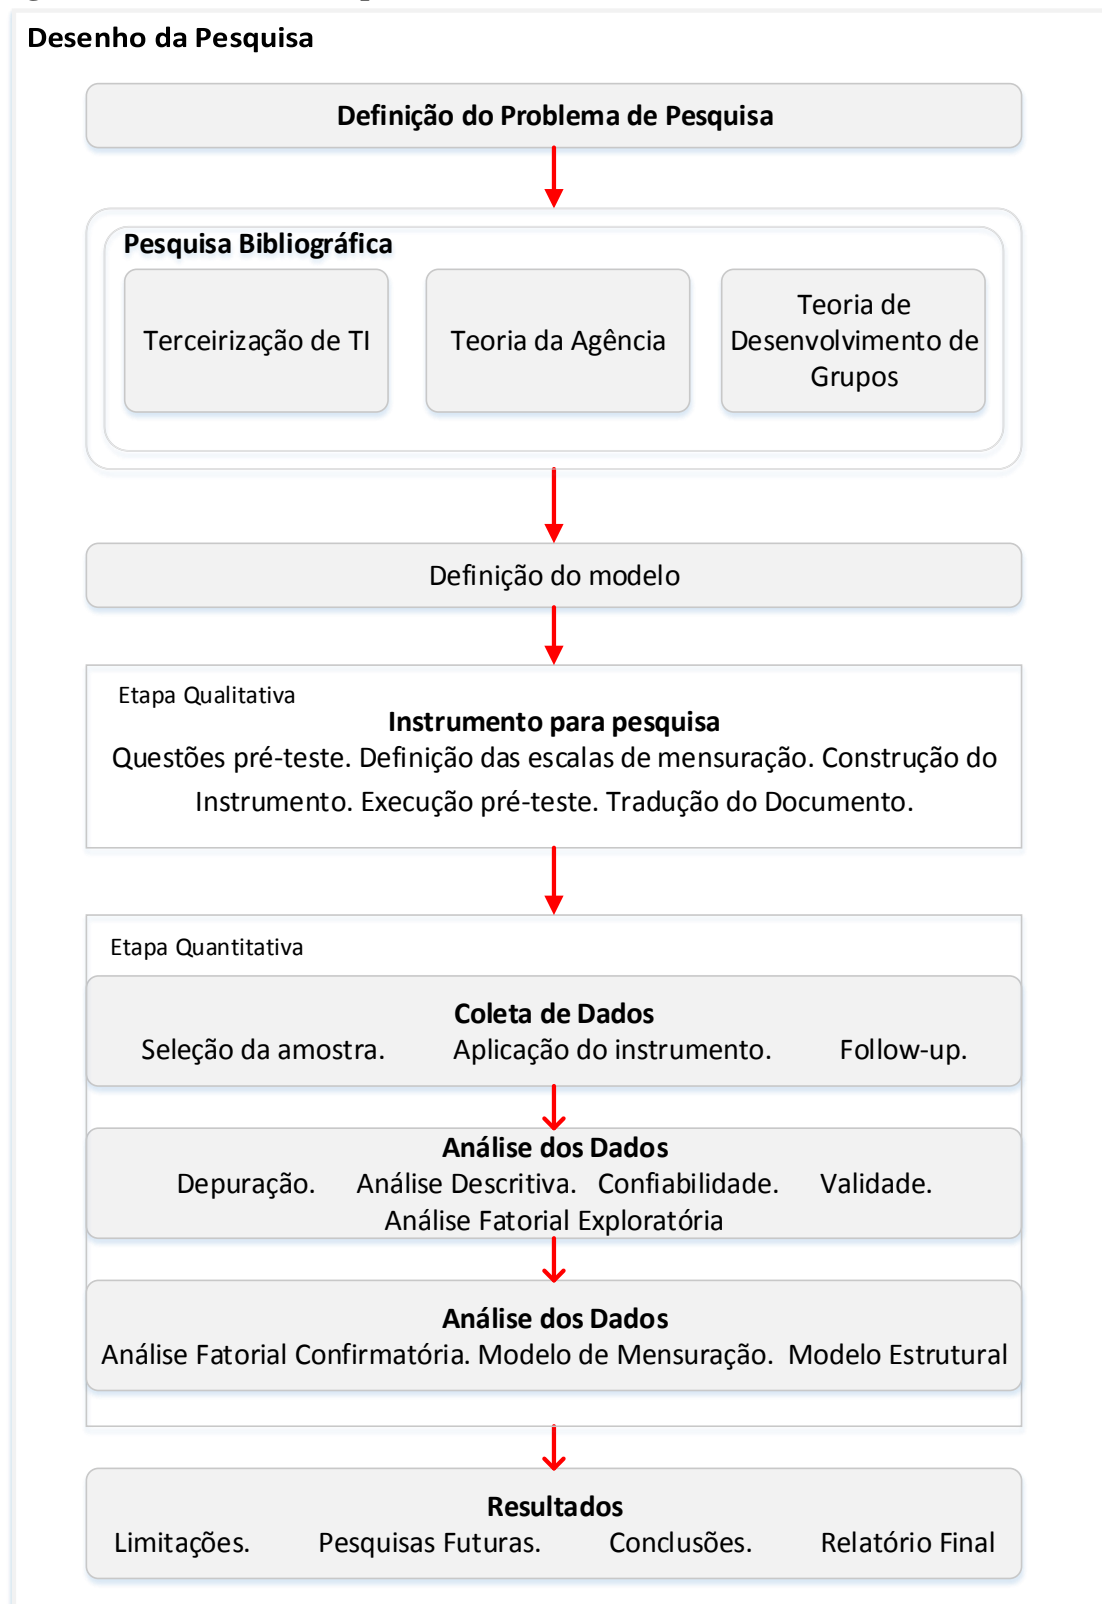 Desenho da Pesquisa
Definição do Problema de Pesquisa
Pesquisa Bibliográfica
Terceirização de TI
Teoria da Agência
Teoria de
Desenvolvimento de
Grupos
Definição do modelo
Etapa Qualitativa
Instrumento para pesquisa
Questões pré-teste. Definição das escalas de mensuração. Construção do
Instrumento. Execução pré-teste. Tradução do Documento.
Etapa Quantitativa
Coleta de Dados
Seleção da amostra. Aplicação do instrumento. Follow-up.
Análise dos Dados
Depuração. Análise Descritiva. Confiabilidade. Validade.
Análise Fatorial Exploratória
Análise dos Dados
Análise Fatorial Confirmatória. Modelo de Mensuração. Modelo Estrutural
Resultados
Limitações. Pesquisas Futuras. Conclusões. Relatório Final